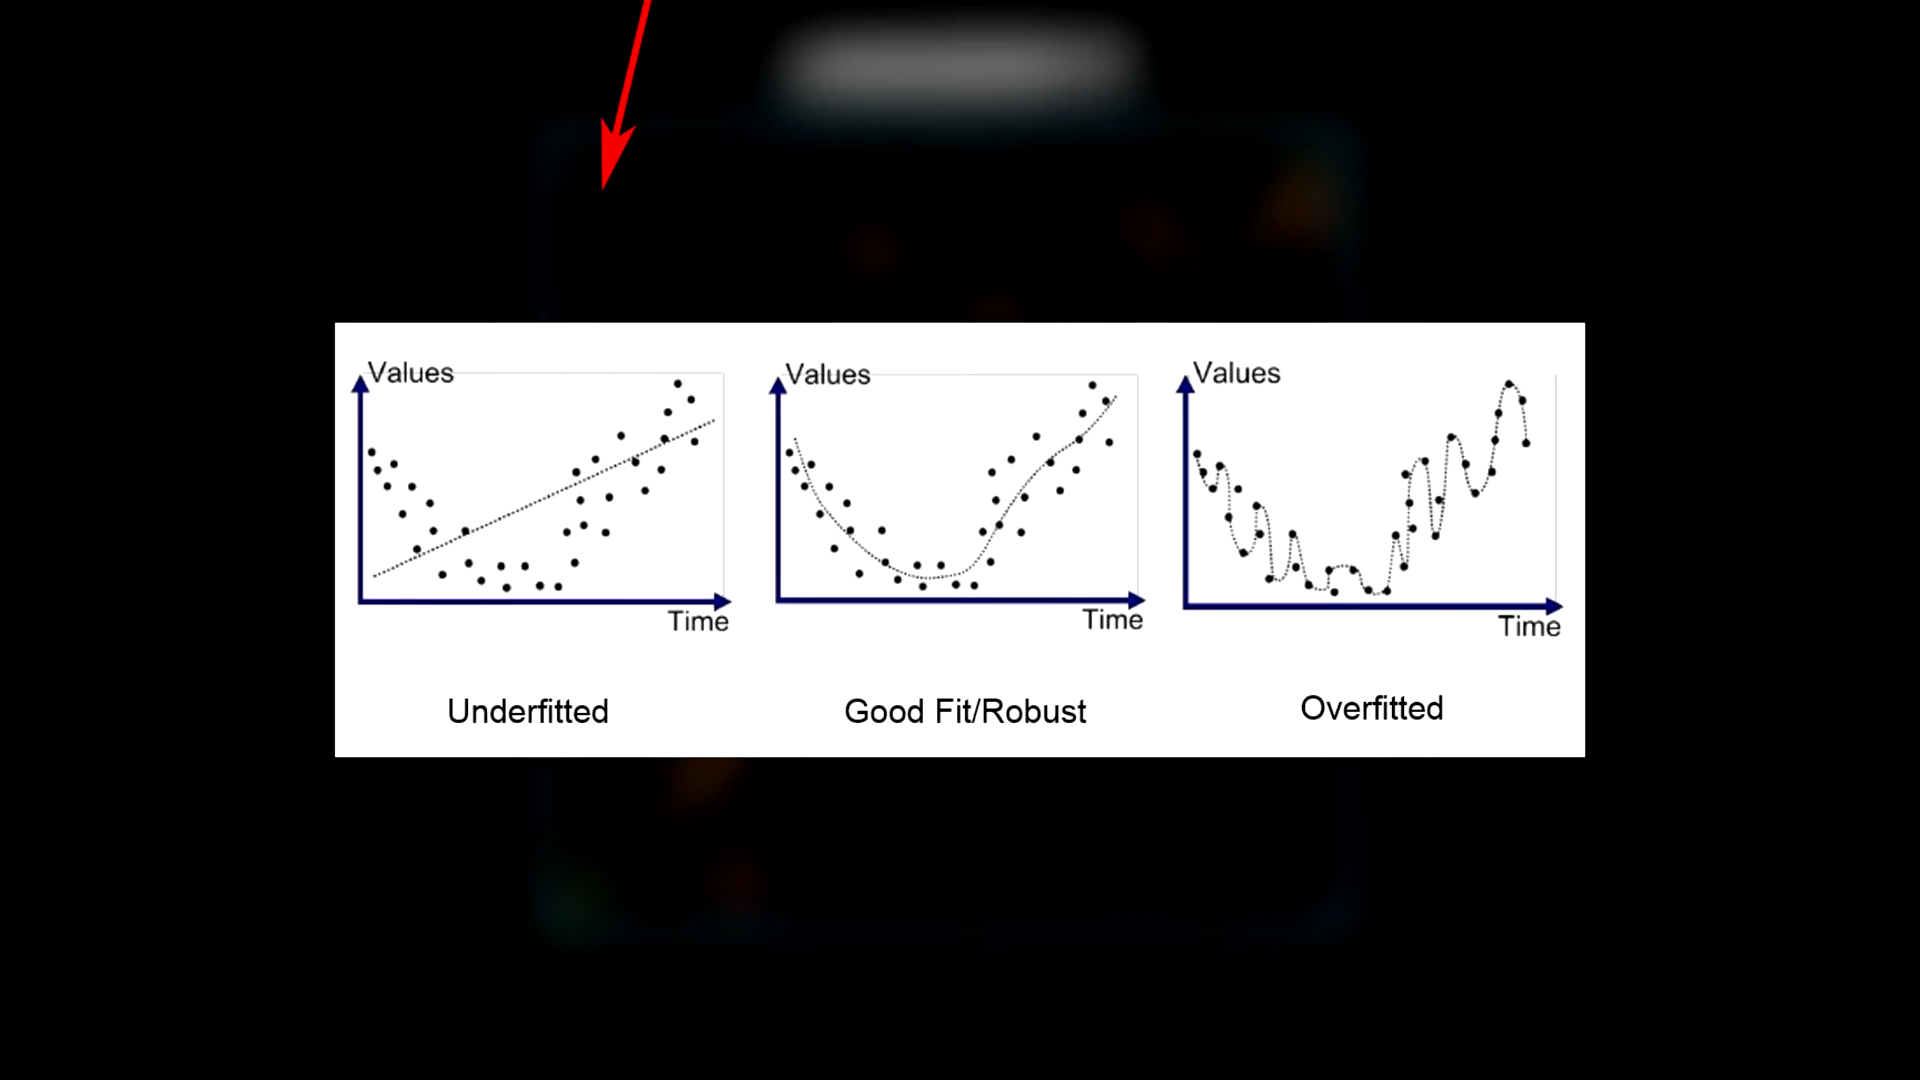 Values
Time
Underfitted
Values
Time
Good Fit/Robust
Values
Time
Overfitted